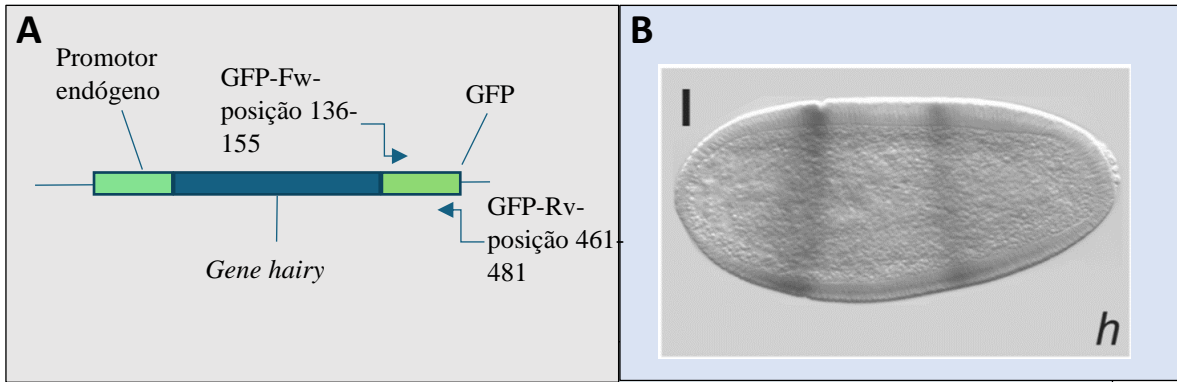 A
Promotor
endógeno
GFP-Fw-
posição 136-
155
GFP
GFP-Rv-
posição 461-
481
Gene hairy
B
l
h